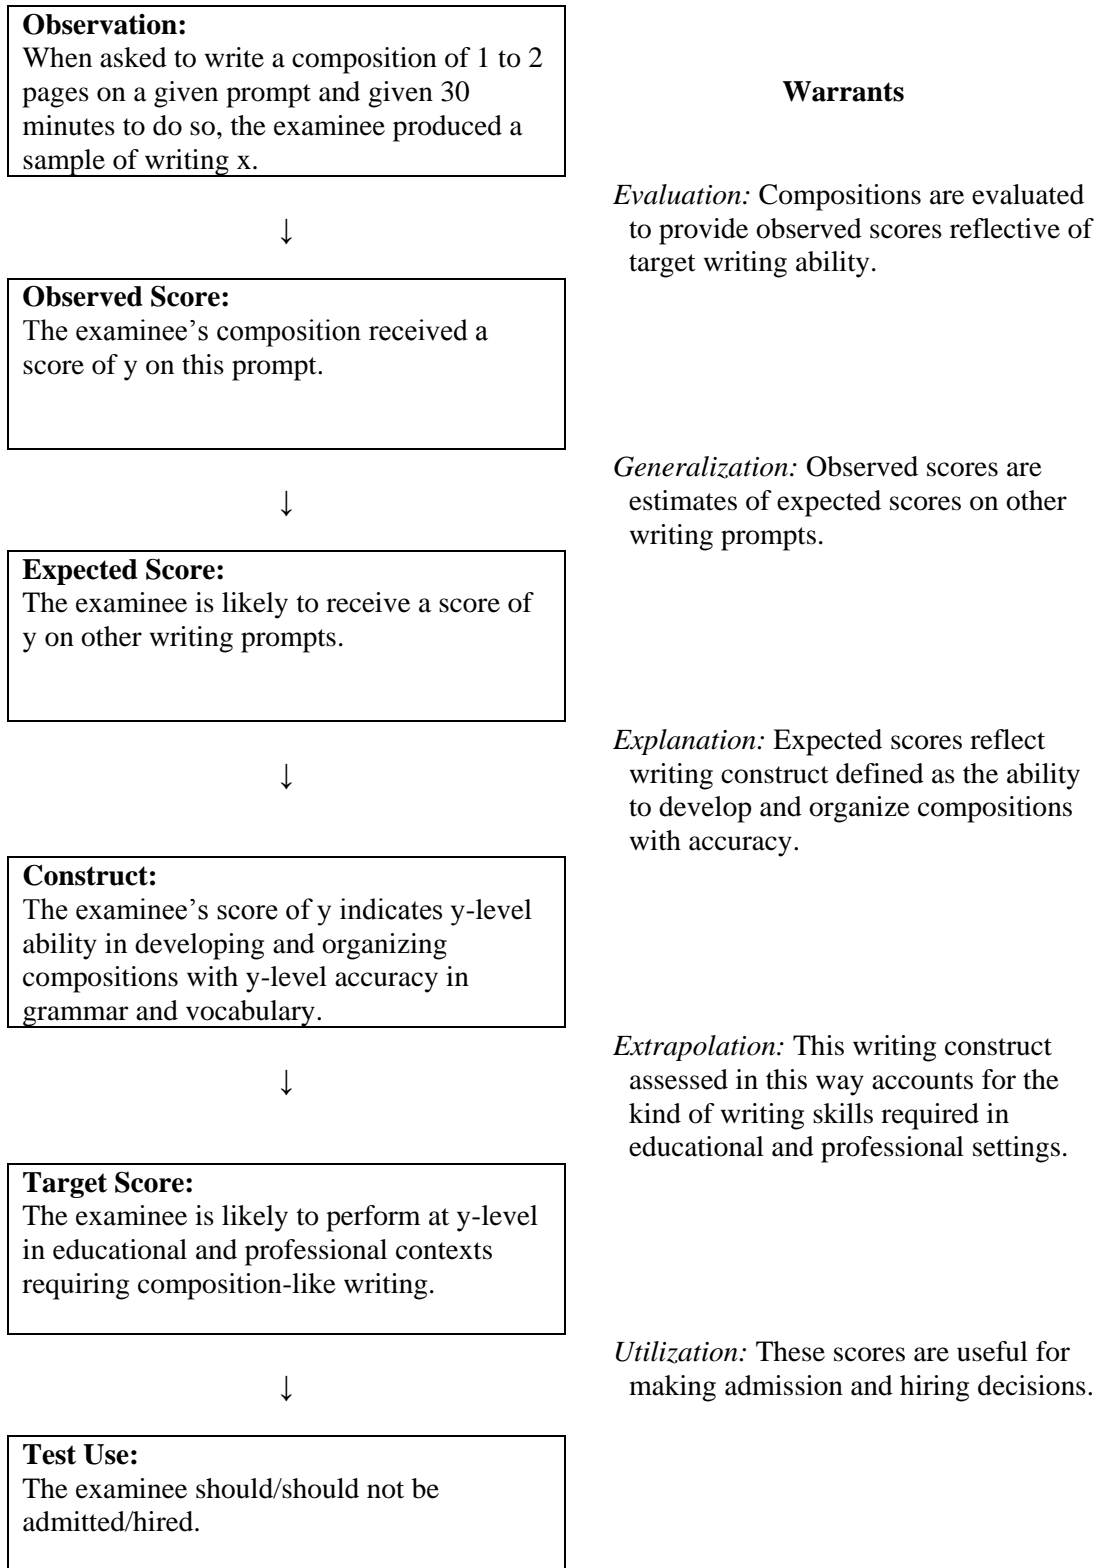 Observation:
When asked to write a composition of 1 to 2
pages on a given prompt and given 30
minutes to do so, the examinee produced a
sample of writing x.
Warrants
Evaluation: Compositions are evaluated
to provide observed scores reflective of
target writing ability.
↓
Observed Score:
The examinee’s composition received a
score of y on this prompt.
Generalization: Observed scores are
estimates of expected scores on other
writing prompts.
↓
Expected Score:
The examinee is likely to receive a score of
y on other writing prompts.
Explanation: Expected scores reflect
writing construct defined as the ability
to develop and organize compositions
with accuracy.
↓
Construct:
The examinee’s score of y indicates y-level
ability in developing and organizing
compositions with y-level accuracy in
grammar and vocabulary.
Extrapolation: This writing construct
assessed in this way accounts for the
kind of writing skills required in
educational and professional settings.
↓
Target Score:
The examinee is likely to perform at y-level
in educational and professional contexts
requiring composition-like writing.
Utilization: These scores are useful for
making admission and hiring decisions.
↓
Test Use:
The examinee should/should not be
admitted/hired.